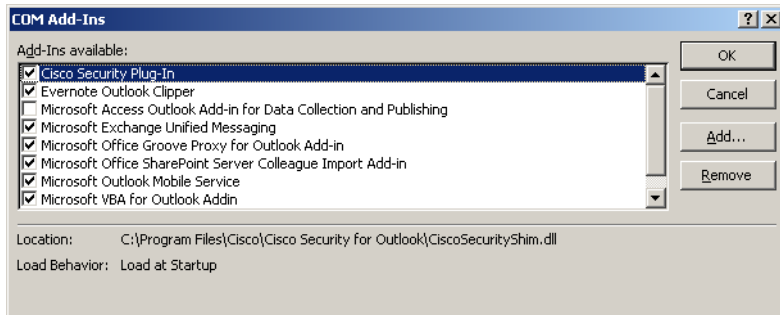 COM Add-Ins
Add-Ins available:
Cisco Security Plug-In
Evernote Outlook Clipper
Microsoft Access Outlook Add-in for Data Collection and Publishing
Microsoft Exchange Unified Messaging
Microsoft Office Groove Proxy for Outlook Add-in
Microsoft Office SharePoint Server Colleague Import Add-in
Microsoft Outlook Mobile Service
Microsoft VBA for Outlook Addin
OK
Cancel
Add...
Remove
Location: C:\Program Files\Cisco\Cisco Security for Outlook\CiscoSecurityShim.dll
Load Behavior: Load at Startup